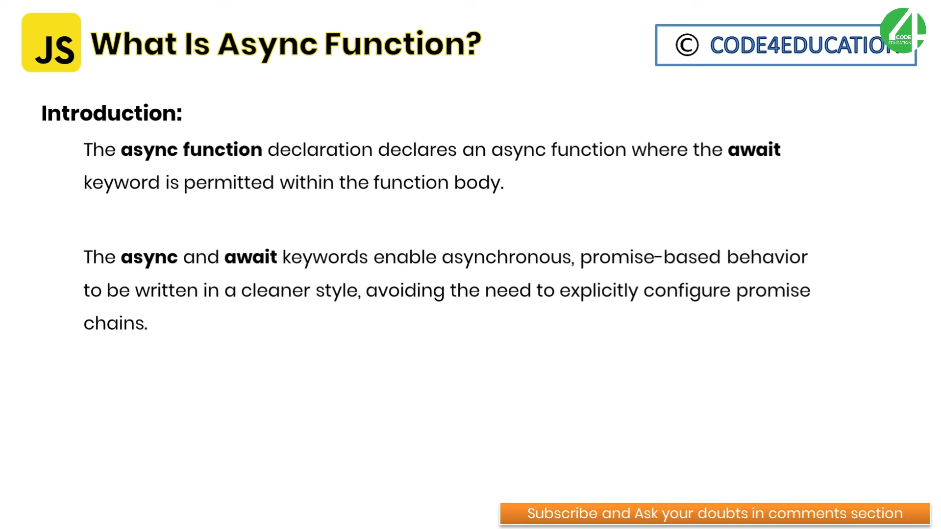 JS What Is Async Function?
© CODE4EDUCATION
4
CODE
EDUCATION
Introduction:
The async function declaration declares an async function where the await
keyword is permitted within the function body.
The async and await keywords enable asynchronous, promise-based behavior
to be written in a cleaner style, avoiding the need to explicitly configure promise
chains.
Subscribe and Ask your doubts in comments section